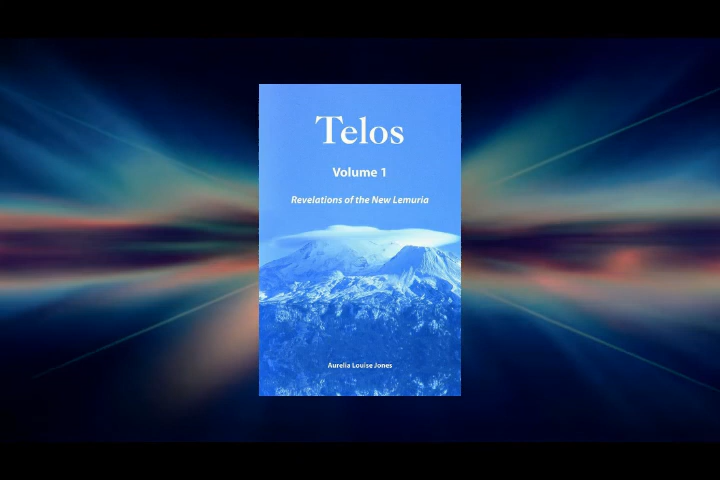 Telos
Volume 1
Revelations of the New Lemuria
Aurelia Louise Jones